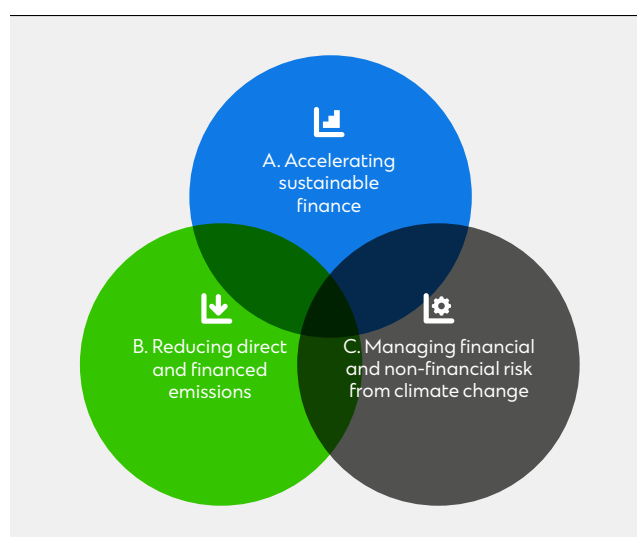 A. Accelerating
sustainable
finance
B. Reducing direct
and financed
emissions
C. Managing financial
and non-financial risk
from climate change